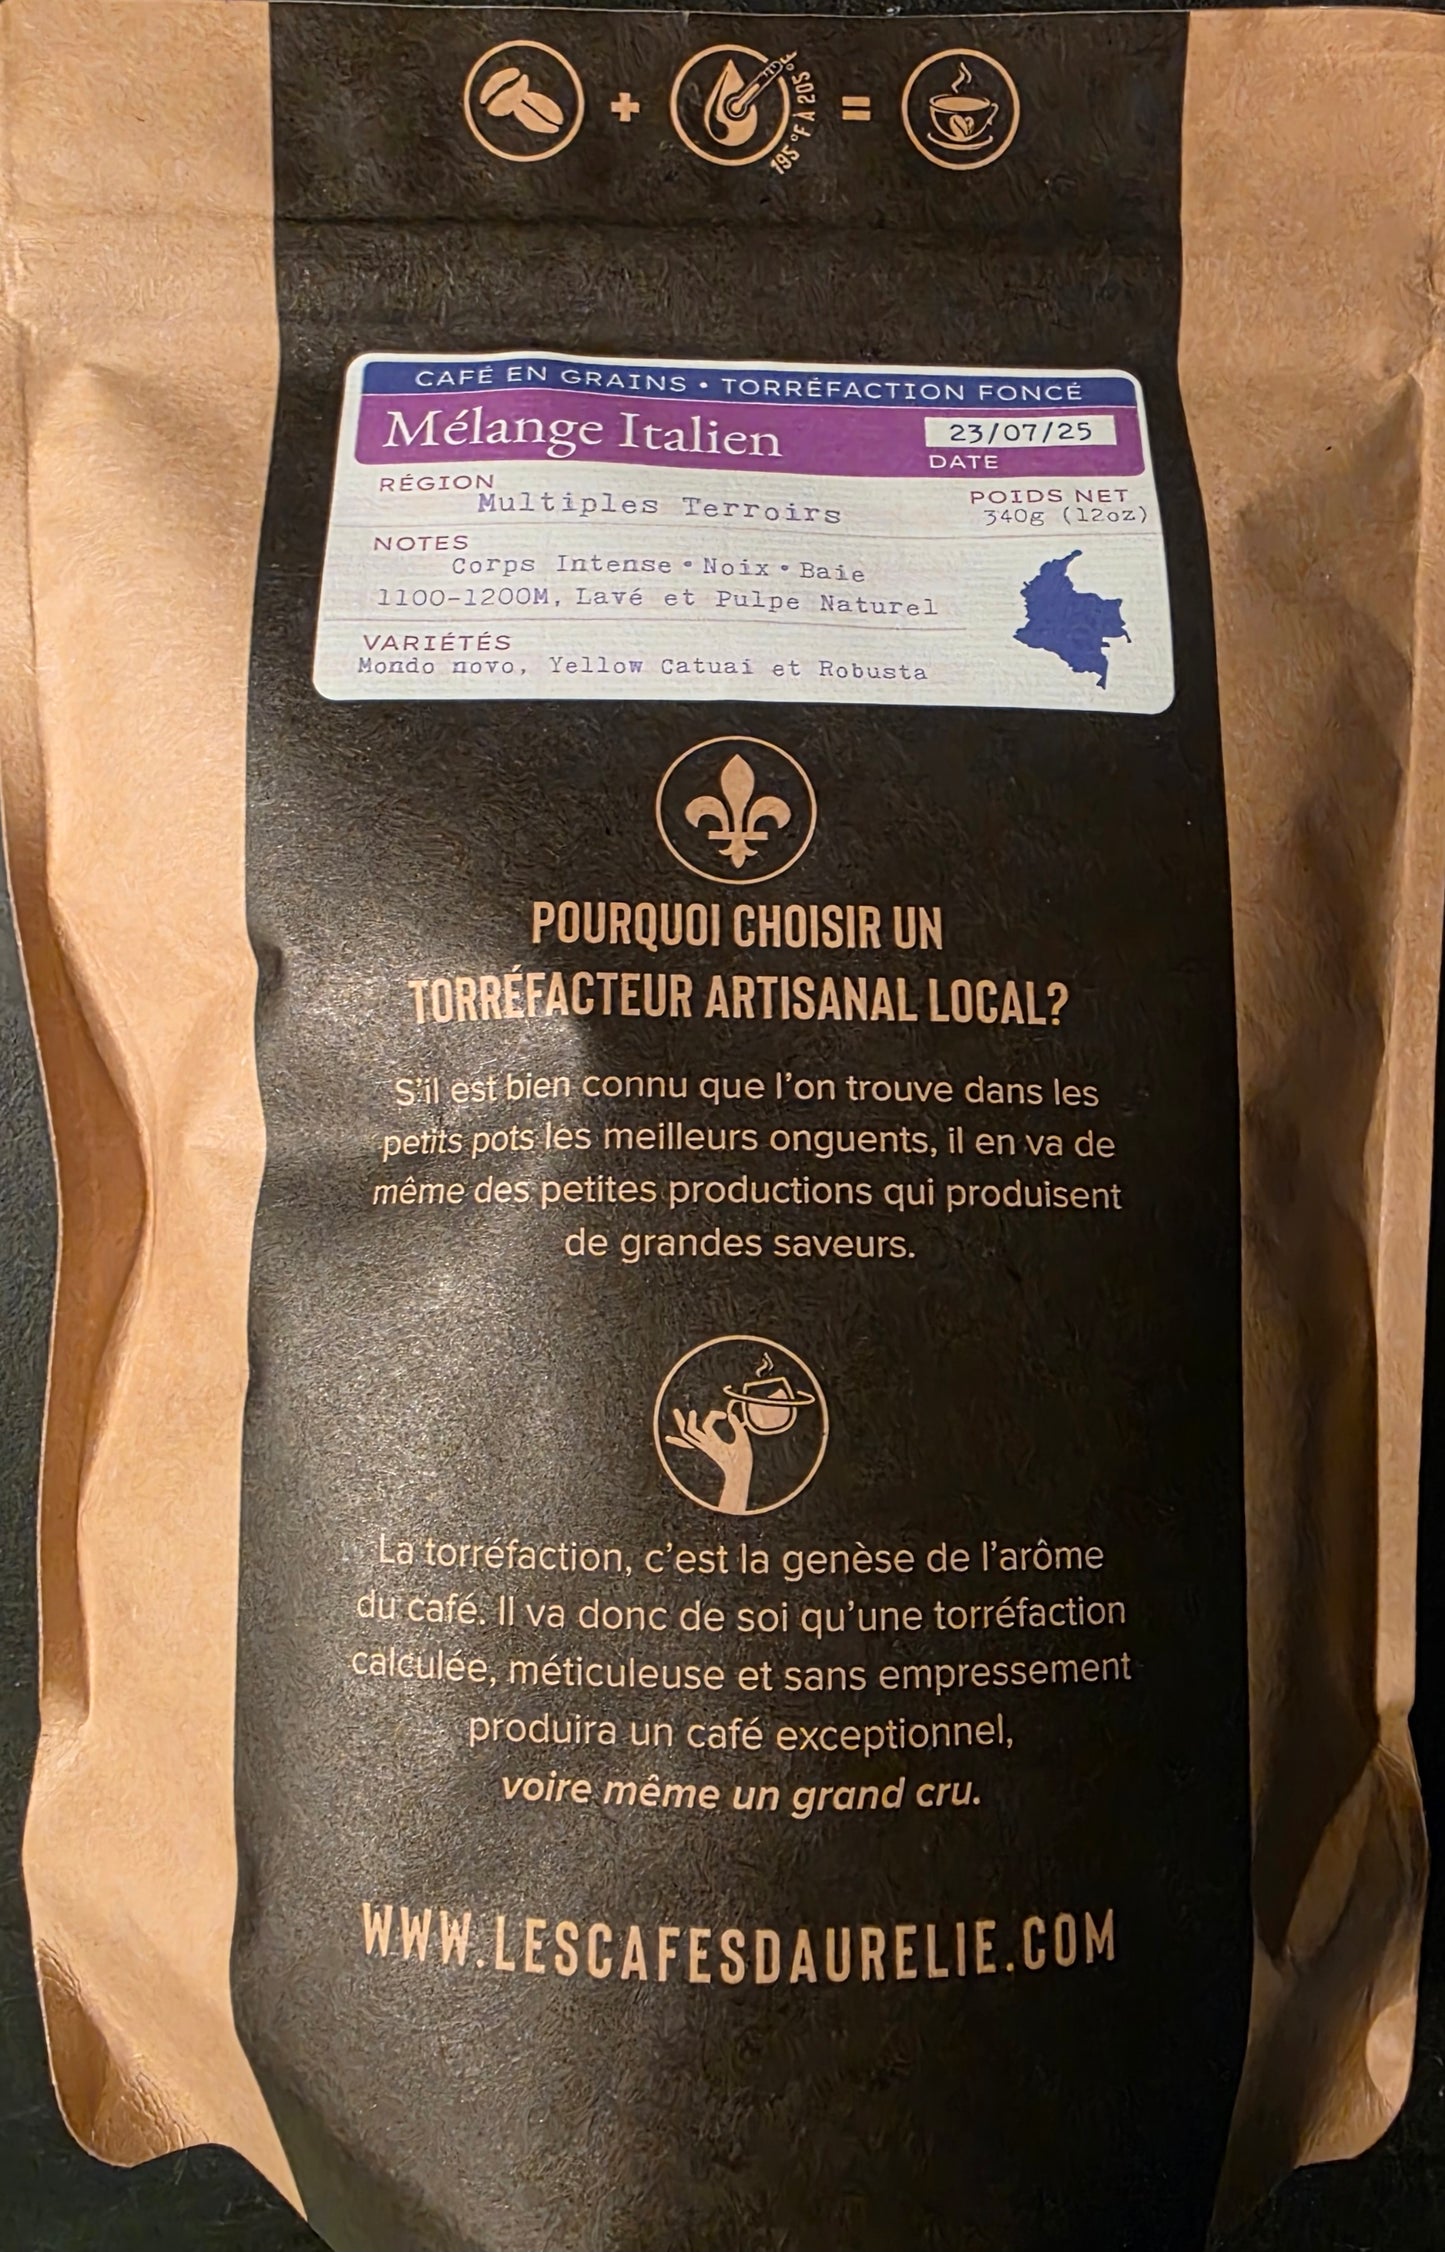 195 °F À 205 °F
CAFÉ EN GRAINS • TORRÉFACTION FONCÉ
Mélange Italien
23/07/25
DATE
RÉGION
Multiples Terroirs
POIDS NET
340g (12oz)
NOTES
Corps Intense • Noix • Baie
1100-1200M, Lavé et Pulpe Naturel
VARIÉTÉS
Mondo novo, Yellow Catuai et Robusta
POURQUOI CHOISIR UN
TORRÉFACTEUR ARTISANAL LOCAL?
S'il est bien connu que l'on trouve dans les
petits pots les meilleurs onguents, il en va de
même des petites productions qui produisent
de grandes saveurs.
La torréfaction, c'est la genèse de l'arôme
du café. Il va donc de soi qu'une torréfaction
calculée, méticuleuse et sans empressement
produira un café exceptionnel,
voire même un grand cru.
WWW.LESCAFESDAURELIE.COM